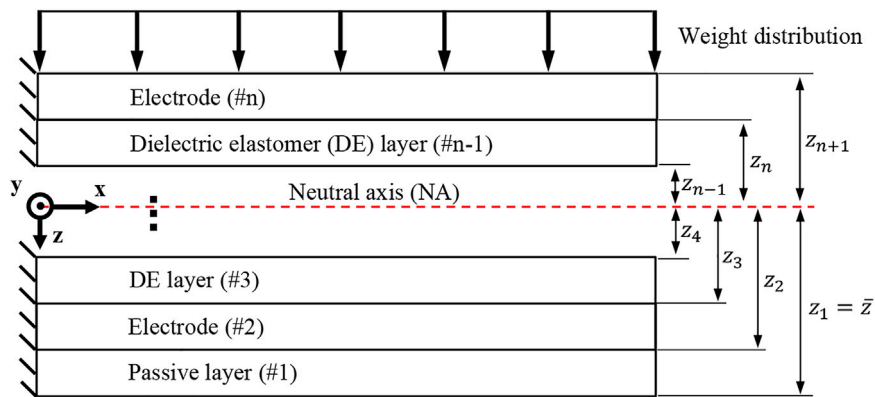 Weight distribution
Electrode (#n)
Dielectric elastomer (DE) layer (#n-1)
z_{n+1}
z_n
z_{n-1}
y
x
Neutral axis (NA)
z
z_4
z_3
z_2
z_1 = z̄
DE layer (#3)
Electrode (#2)
Passive layer (#1)